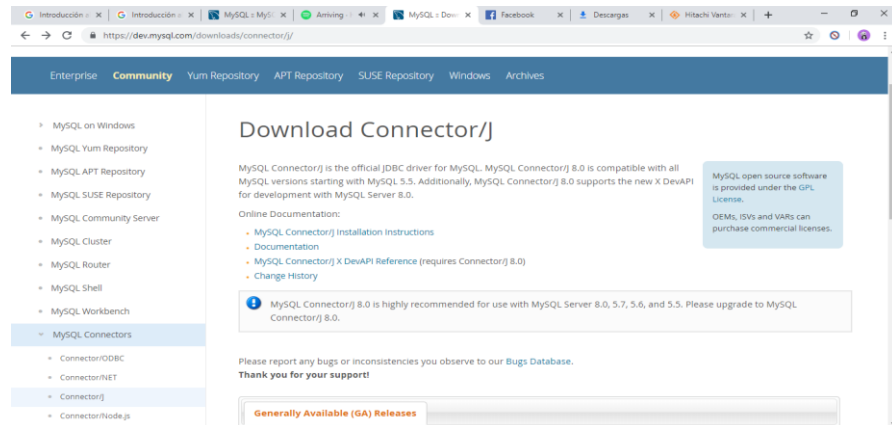 Introducción a
Introducción a
MySQL :: MyS
Arriving -
MySQL :: Dow
Facebook
Descargas
Hitachi Vantar
https://dev.mysql.com/downloads/connector/j/
Enterprise Community Yum Repository APT Repository SUSE Repository Windows Archives
MySQL on Windows
MySQL Yum Repository
MySQL APT Repository
MySQL SUSE Repository
MySQL Community Server
MySQL Cluster
MySQL Router
MySQL Shell
MySQL Workbench
MySQL Connectors
Connector/ODBC
Connector/NET
Connector/J
Connector/Node.js
Download Connector/J
MySQL Connector/J is the official JDBC driver for MySQL. MySQL Connector/J 8.0 is compatible with all
MySQL versions starting with MySQL 5.5. Additionally, MySQL Connector/J 8.0 supports the new X DevAPI
for development with MySQL Server 8.0.
Online Documentation:
MySQL Connector/J Installation Instructions
Documentation
MySQL Connector/J X DevAPI Reference (requires Connector/J 8.0)
Change History
MySQL Connector/J 8.0 is highly recommended for use with MySQL Server 8.0, 5.7, 5.6, and 5.5. Please upgrade to MySQL
Connector/J 8.0.
Please report any bugs or inconsistencies you observe to our Bugs Database.
Thank you for your support!
Generally Available (GA) Releases
MySQL open source software
is provided under the GPL
License.
OEMs, ISVs and VARs can
purchase commercial licenses.